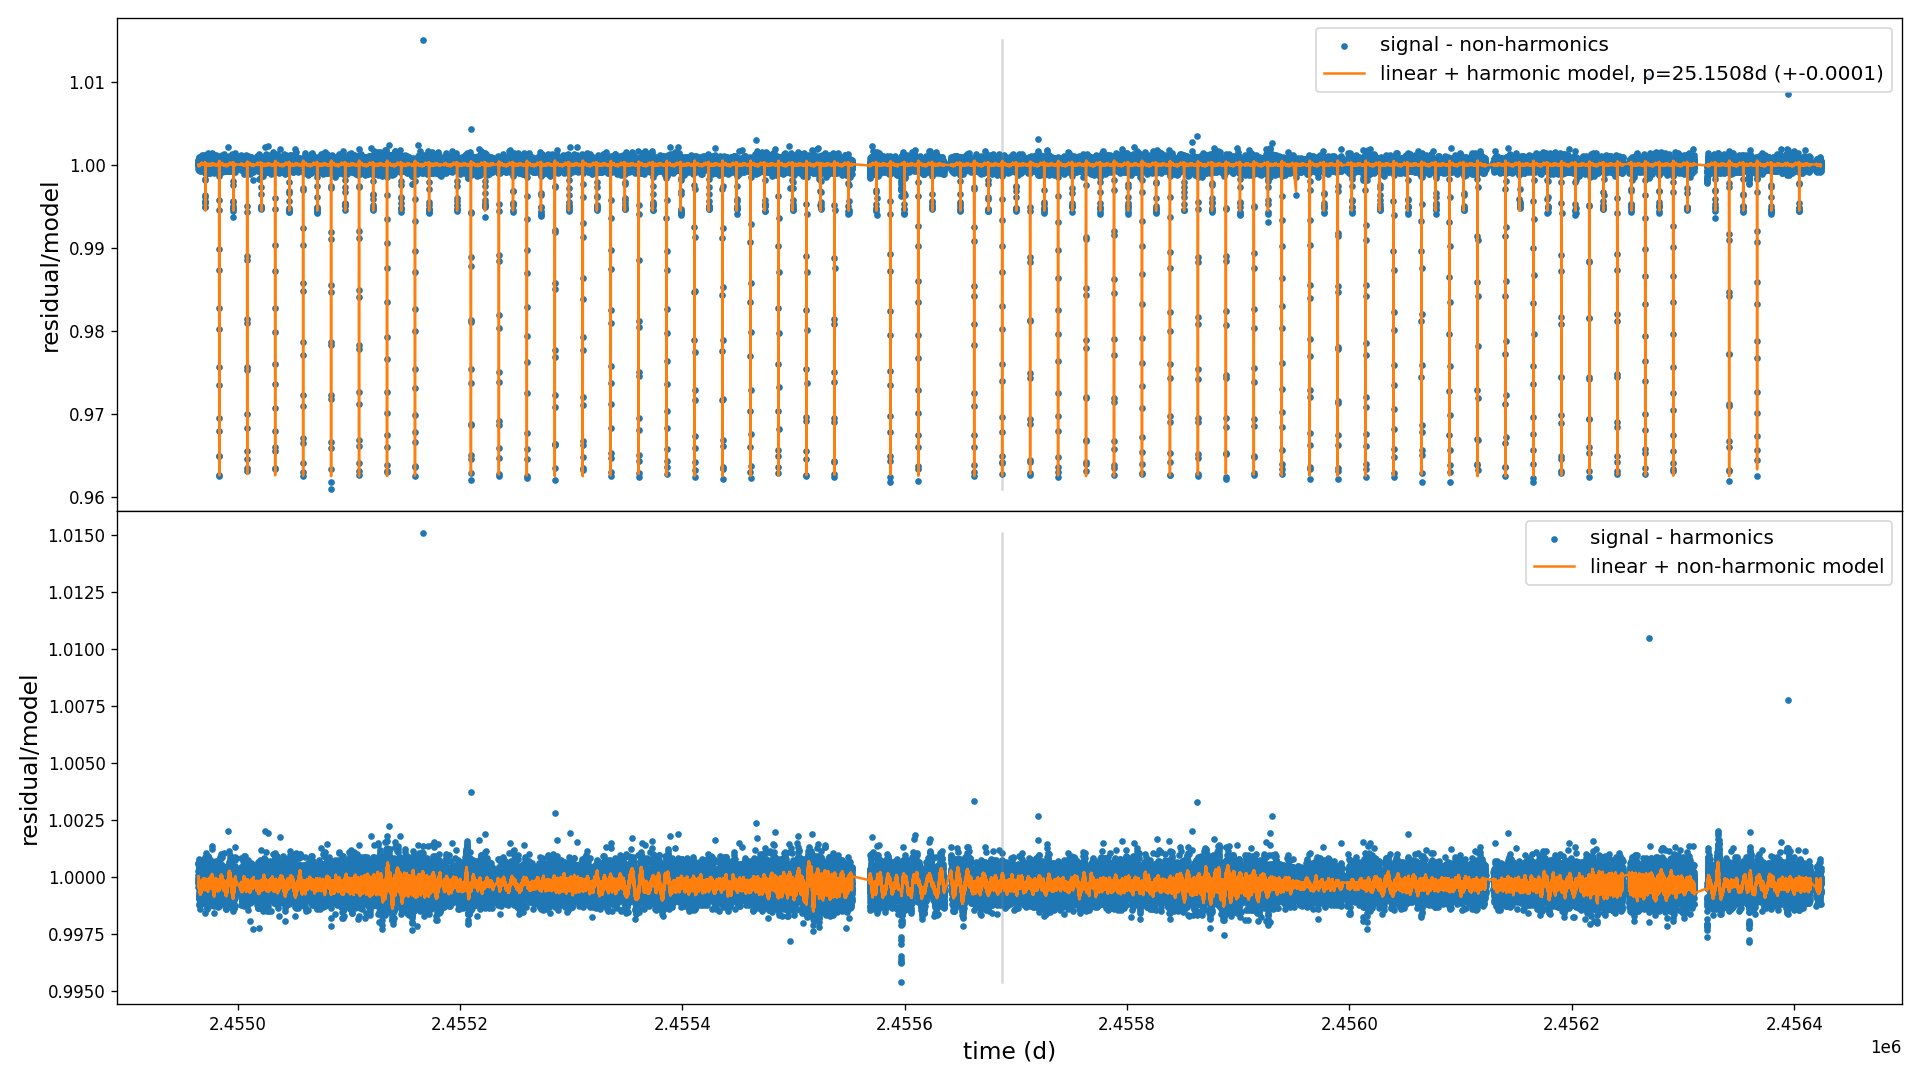 signal - non-harmonics
linear + harmonic model, p=25.1508d (+-0.0001)
1.01
1.00
0.99
0.98
0.97
0.96
residual/model
signal - harmonics
linear + non-harmonic model
1.0150
1.0125
1.0100
1.0075
1.0050
1.0025
1.0000
0.9975
0.9950
residual/model
2.4550 2.4552 2.4554 2.4556 2.4558 2.4560 2.4562 2.4564
time (d)
1e6